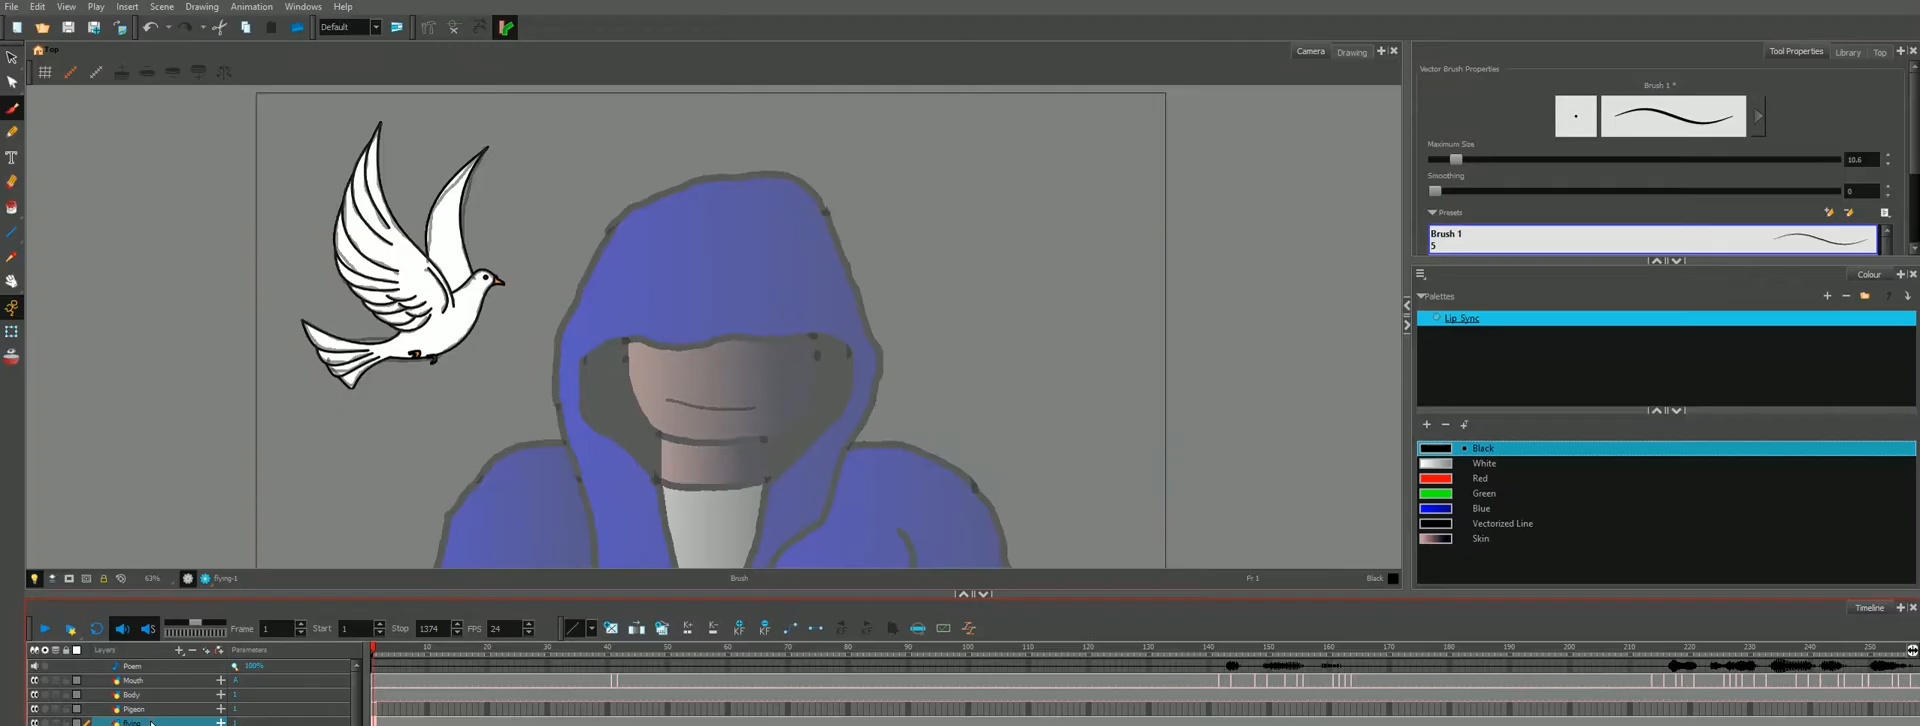 File Edit View Play Insert Scene Drawing Animation Windows Help
Default
Top
Camera Drawing
Tool Properties Library Top
Vector Brush Properties
Brush 1 *
Maximum Size
10.6
Smoothing
0
Presets
Brush 1
5
Colour
Palettes
Lip_Sync
Black
White
Red
Green
Blue
Vectorized Line
Skin
63% flying-1 Brush Fr 1 Black
Timeline
Frame 1 Start 1 Stop 1374 FPS 24
Layers Parameters
10 20 30 40 50 60 70 80 90 100 110 120 130 140 150 160 170 180 190 200 210 220 230 240 250
Poem 100%
Mouth A
Body 1
Pigeon 1
flying 1